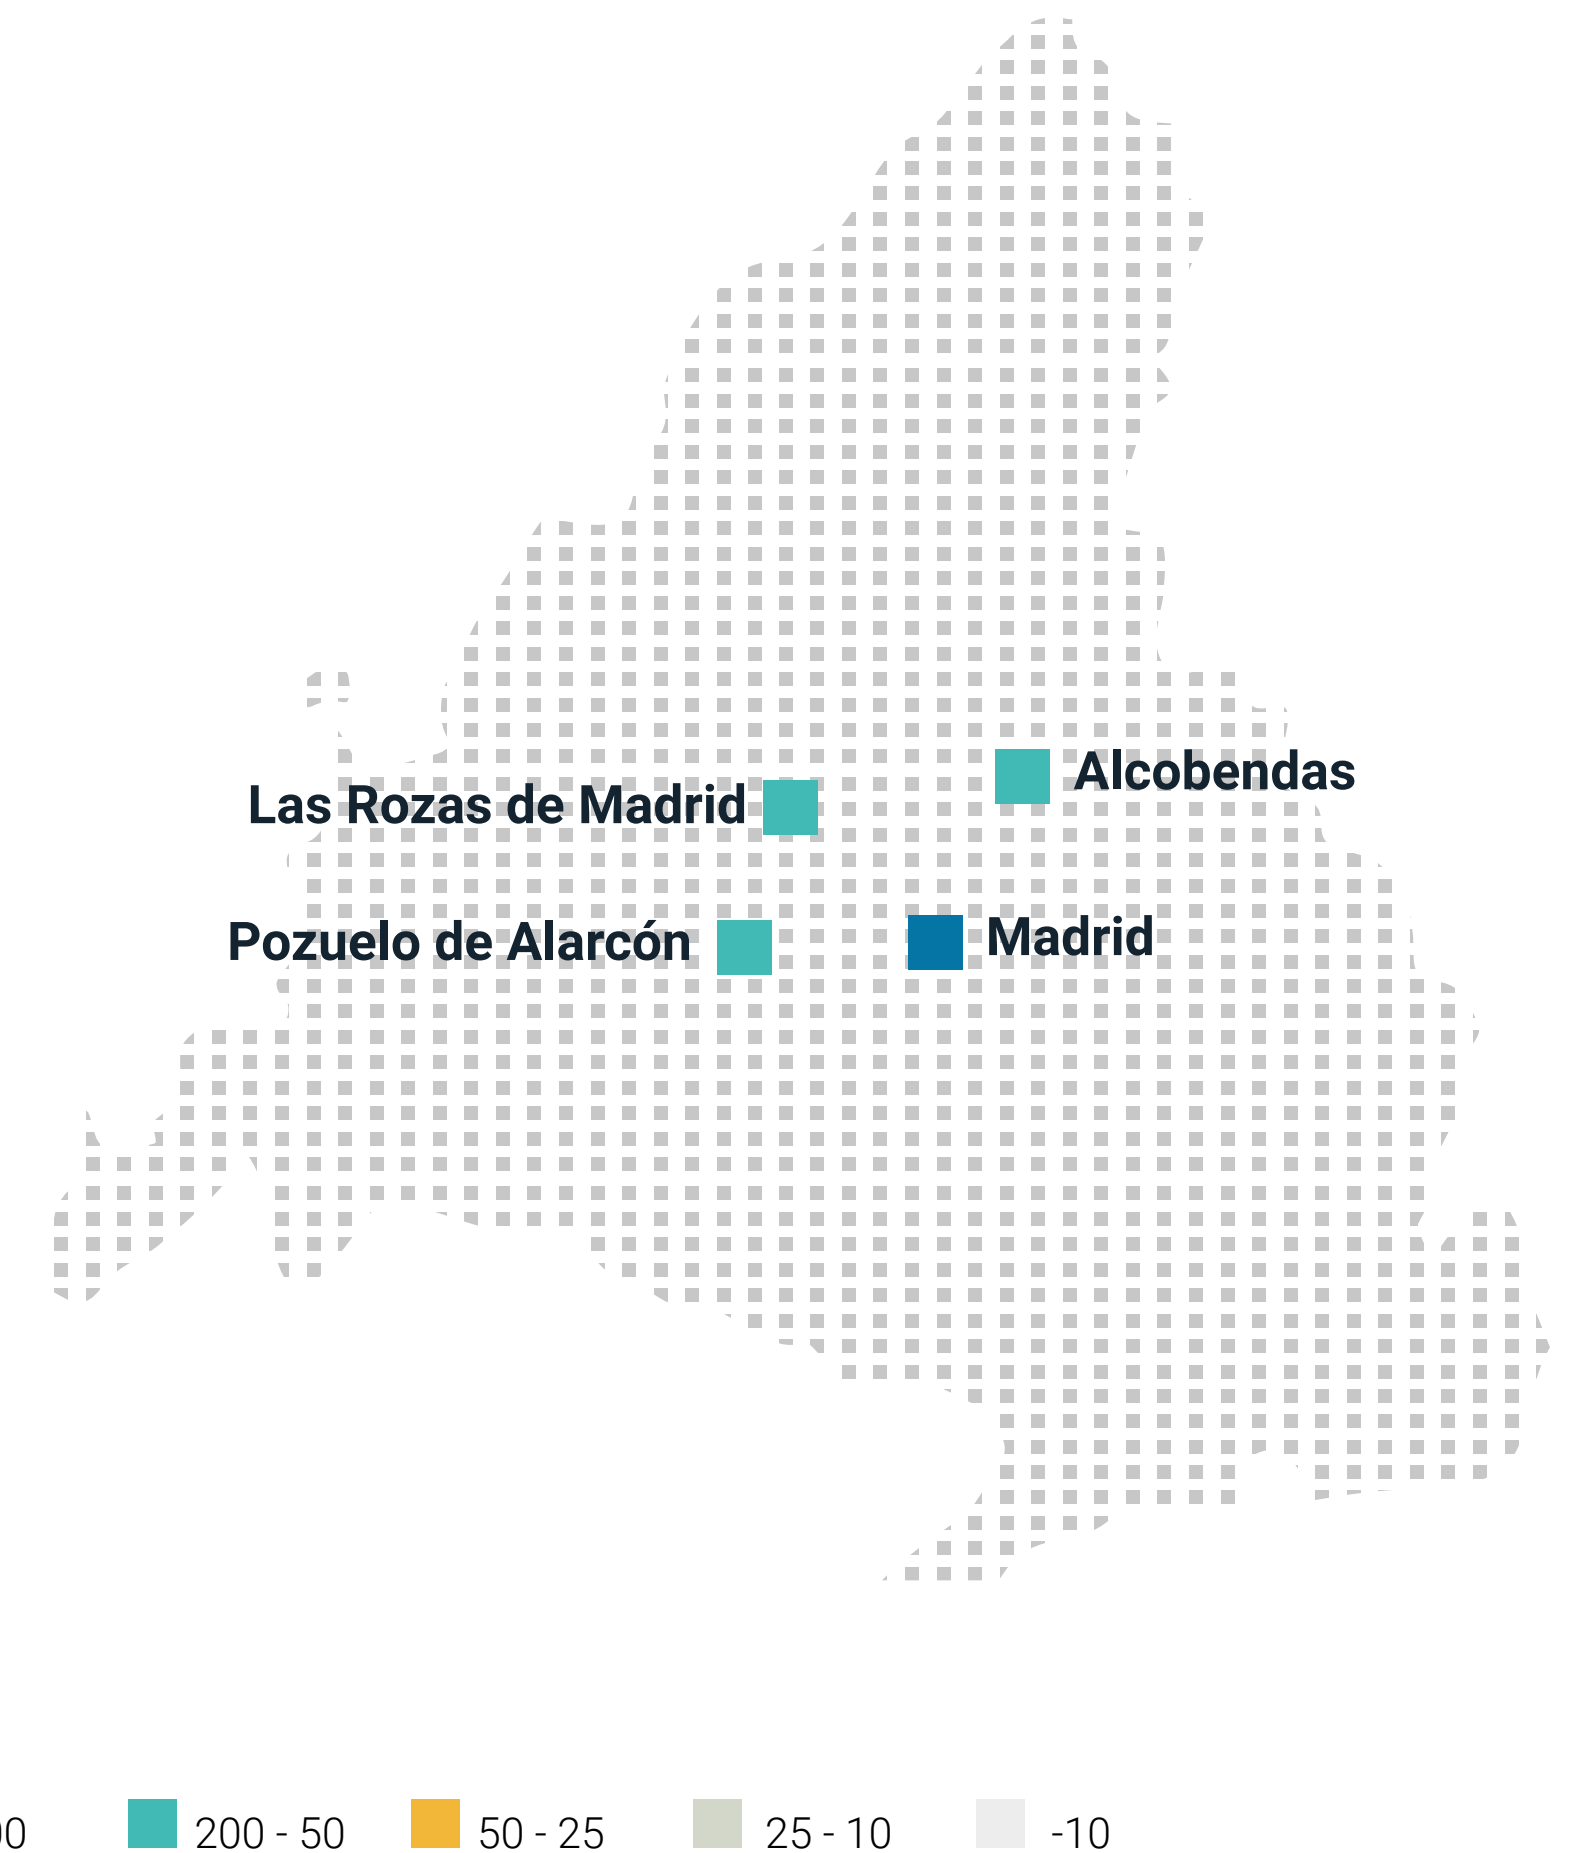 Alcobendas
Las Rozas de Madrid
Madrid
Pozuelo de Alarcón
200 - 50
50 - 25
25 - 10
-10